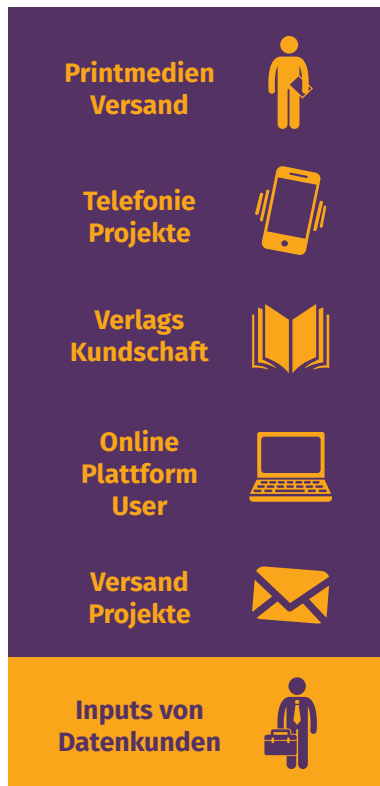 Printmedien
Versand
Telefonie
Projekte
Verlags
Kundschaft
Online
Plattform
User
Versand
Projekte
Inputs von
Datenkunden